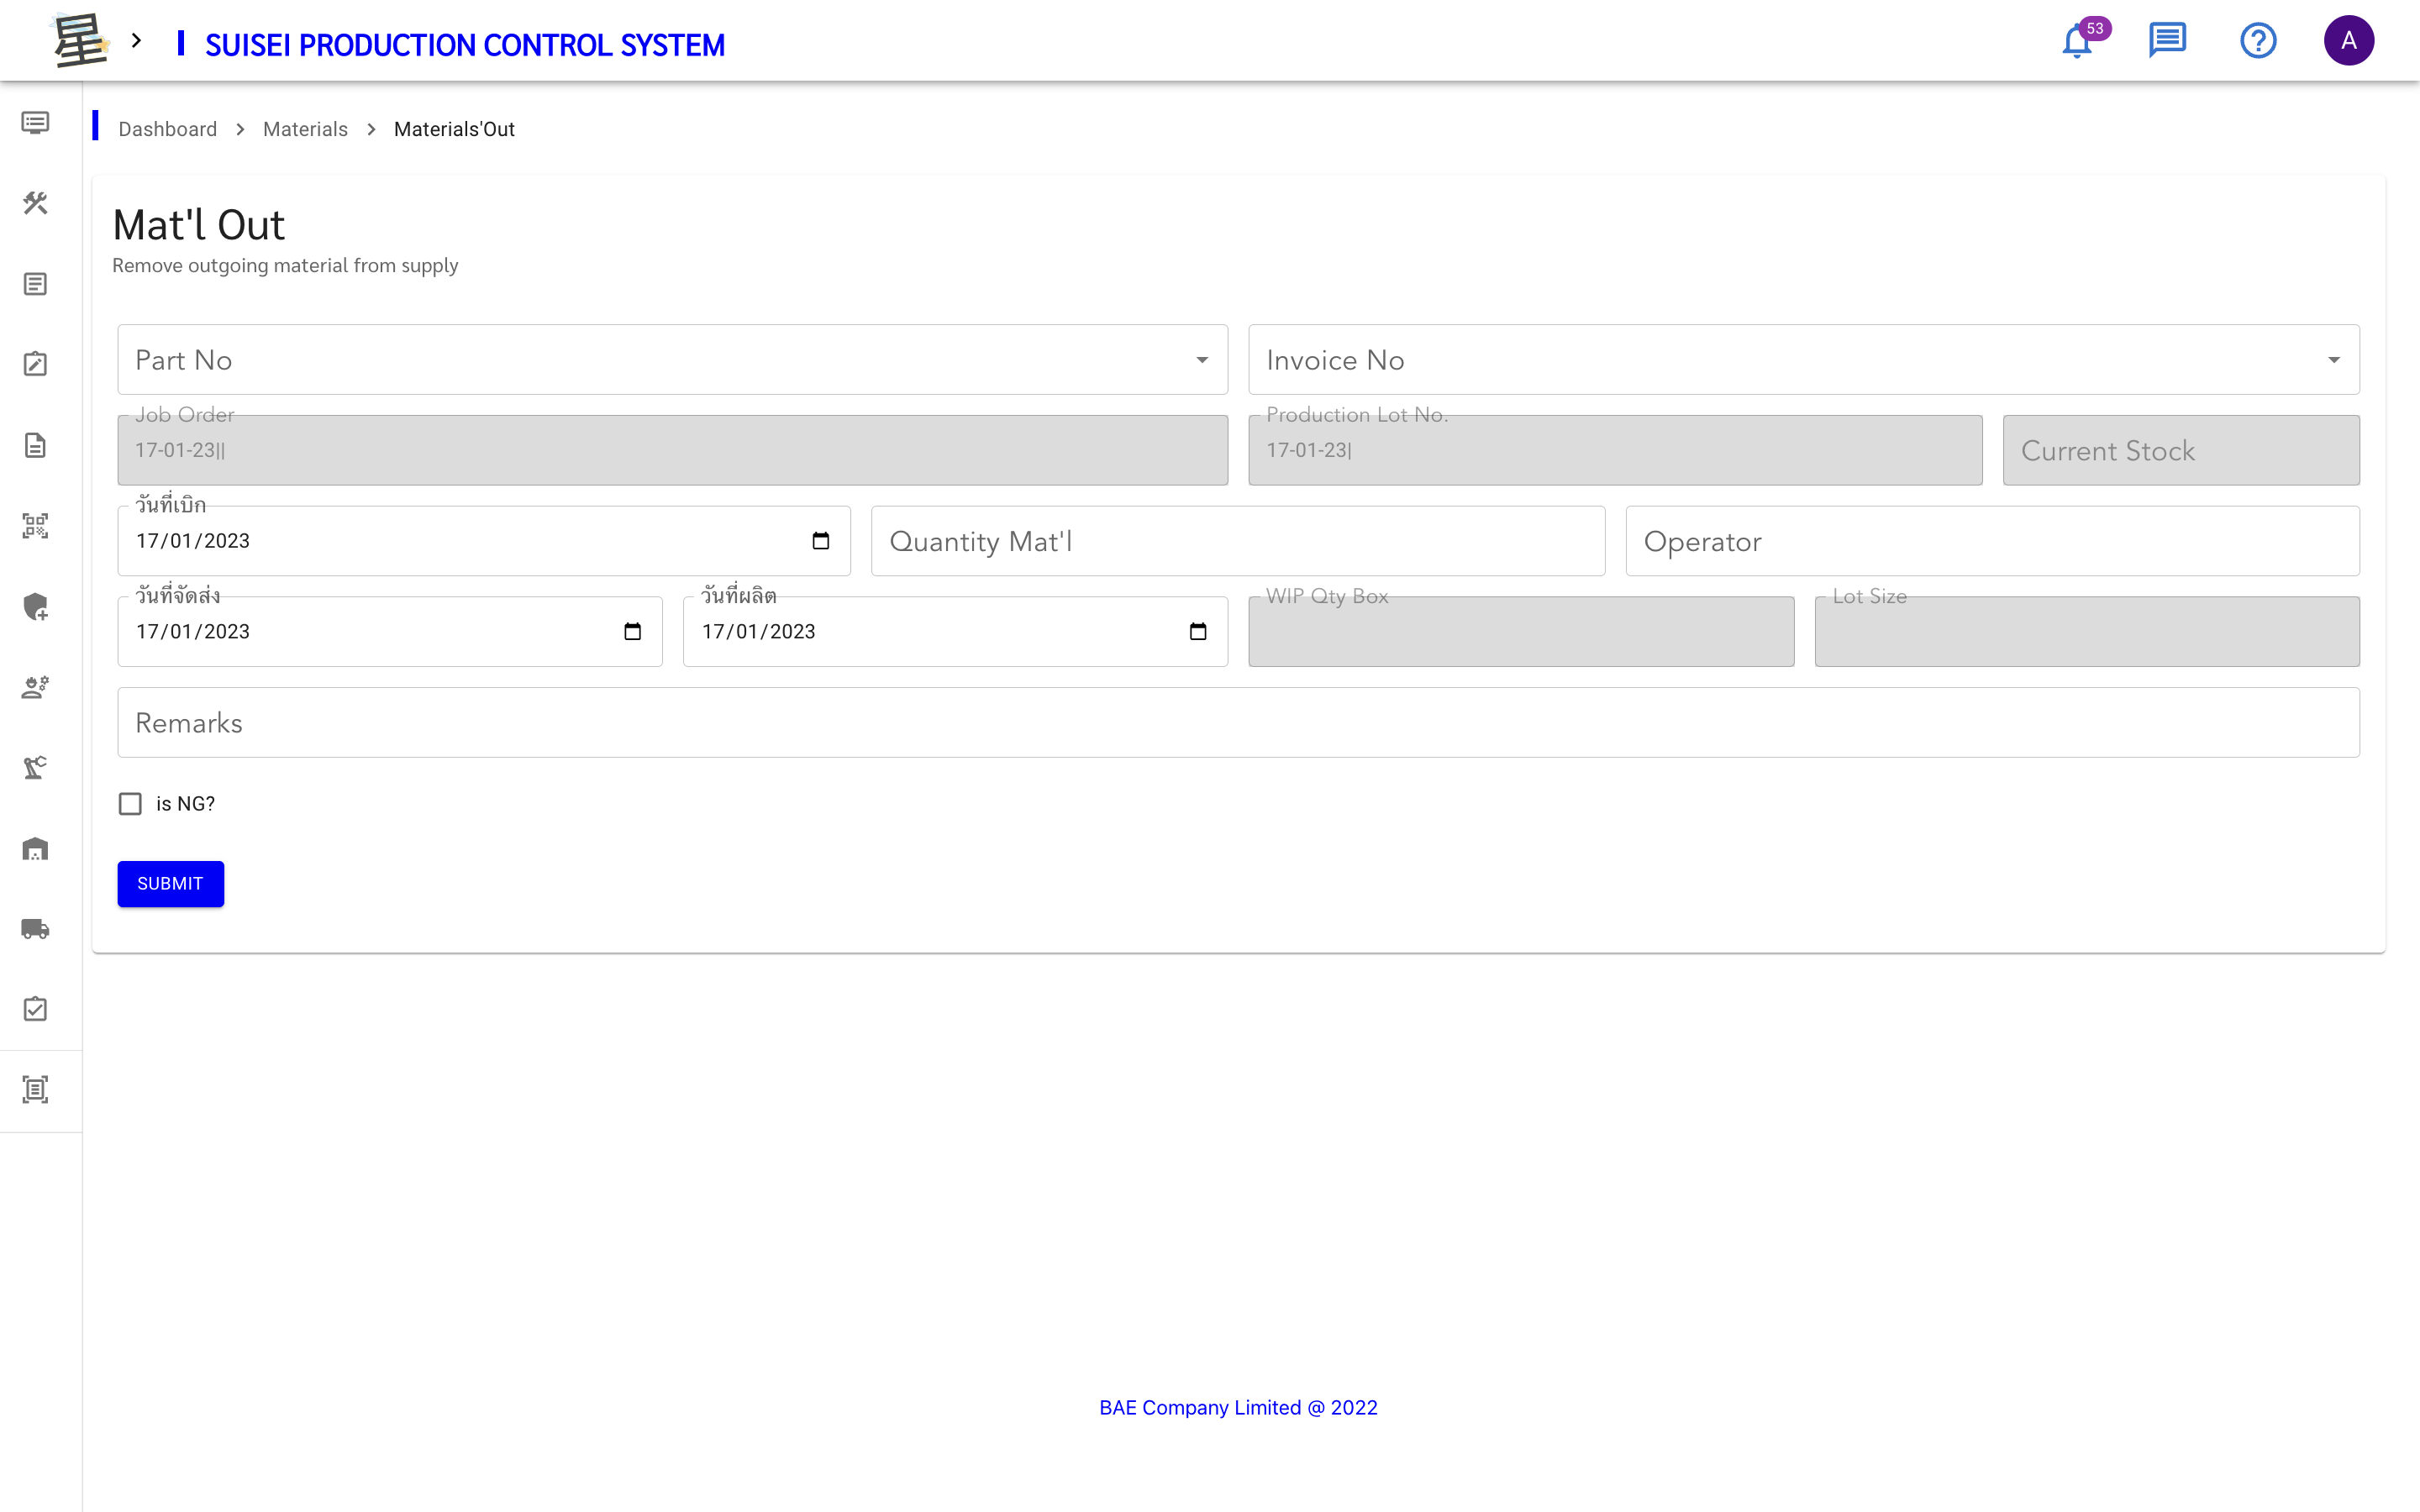 星 SUISEI PRODUCTION CONTROL SYSTEM 53 A
Dashboard Materials Materials'Out
Mat'l Out
Remove outgoing material from supply
Part No Invoice No
Job Order Production Lot No.
17-01-23|| 17-01-23| Current Stock
วันที่เบิก
17/01/2023 Quantity Mat'l Operator
วันที่จัดส่ง วันที่ผลิต WIP Qty Box Lot Size
17/01/2023 17/01/2023
Remarks
is NG?
SUBMIT
BAE Company Limited @ 2022